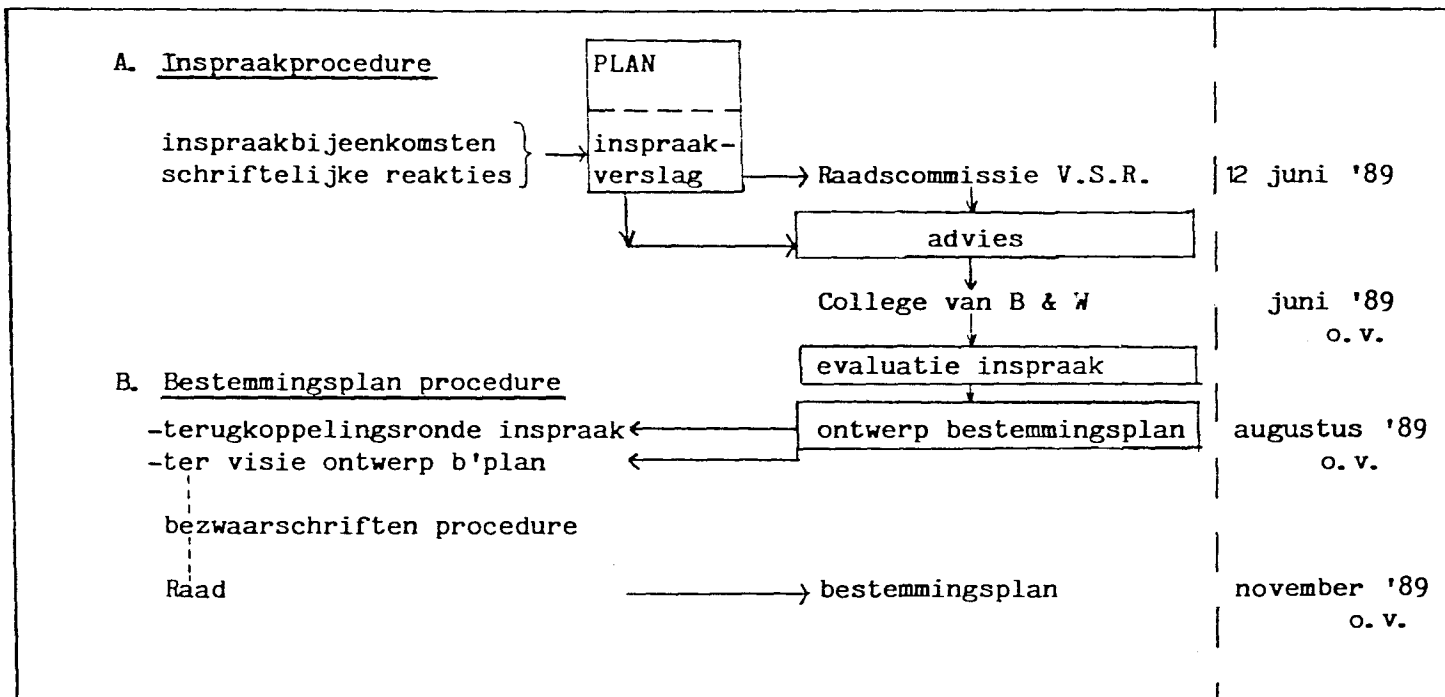 A. Inspraakprocedure
PLAN
inspraakbijeenkomsten
schriftelijke reakties
inspraak-
verslag
Raadscommissie V.S.R.
12 juni '89
advies
College van B & W
juni '89
o.v.
evaluatie inspraak
B. Bestemmingsplan procedure
-terugkoppelingsronde inspraak
ontwerp bestemmingsplan
augustus '89
-ter visie ontwerp b'plan
o.v.
bezwaarschriften procedure
Raad
bestemmingsplan
november '89
o.v.